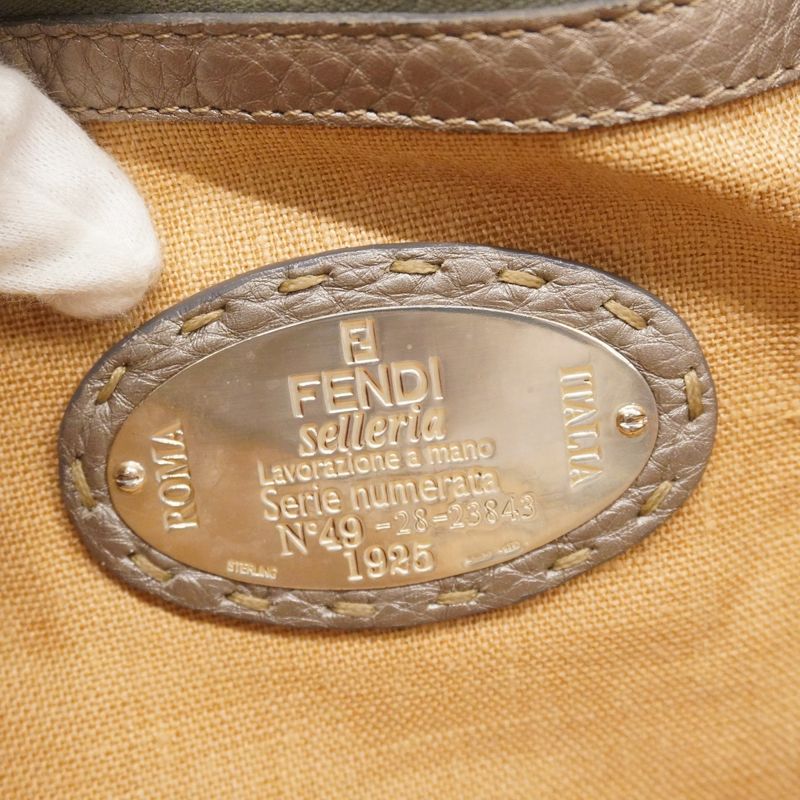 FENDI
selleria
Lavorazione a mano
Serie numerata
N°49 -28-23843
1925
ROMA
ITALIA
STERLING